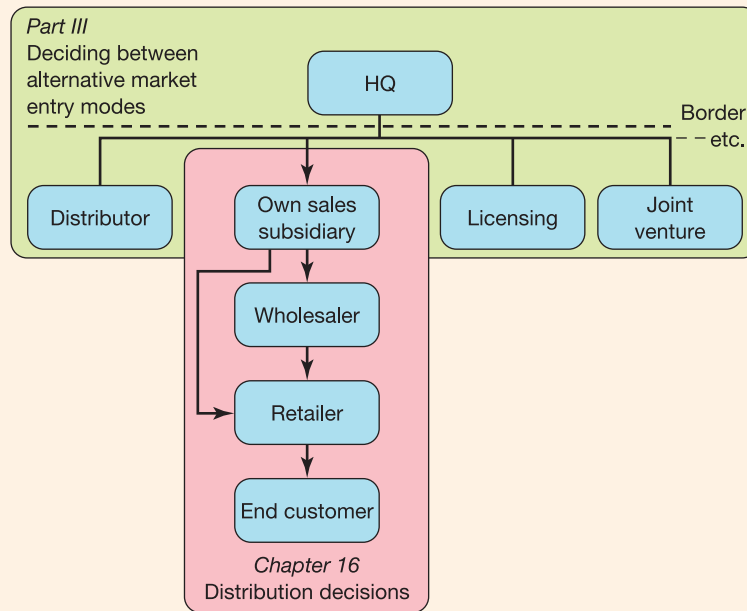 Part III
Deciding between
alternative market
entry modes
HQ
Border
etc.
Distributor
Own sales
subsidiary
Licensing
Joint
venture
Wholesaler
Retailer
End customer
Chapter 16
Distribution decisions